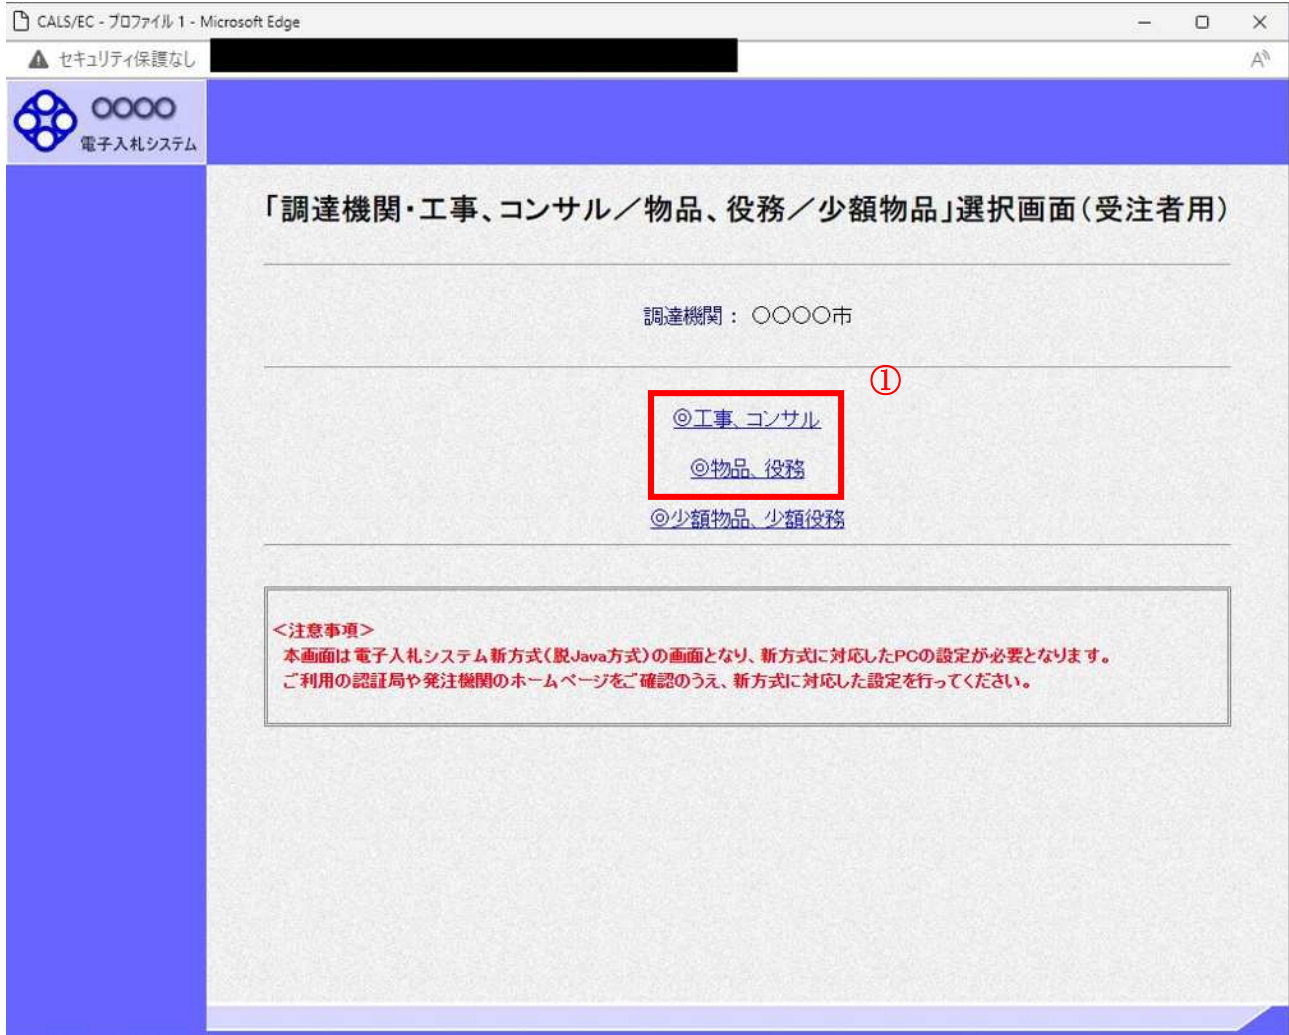 CALS/EC - プロファイル 1 - Microsoft Edge
セキュリティ保護なし
○○○○
電子入札システム
「調達機関・工事、コンサル／物品、役務／少額物品」選択画面（受注者用）
調達機関： ○○○○市
①
◎工事、コンサル
◎物品、役務
◎少額物品、少額役務
＜注意事項＞
本画面は電子入札システム新方式（脱Java方式）の画面となり、新方式に対応したPCの設定が必要となります。
ご利用の認証局や発注機関のホームページをご確認のうえ、新方式に対応した設定を行ってください。